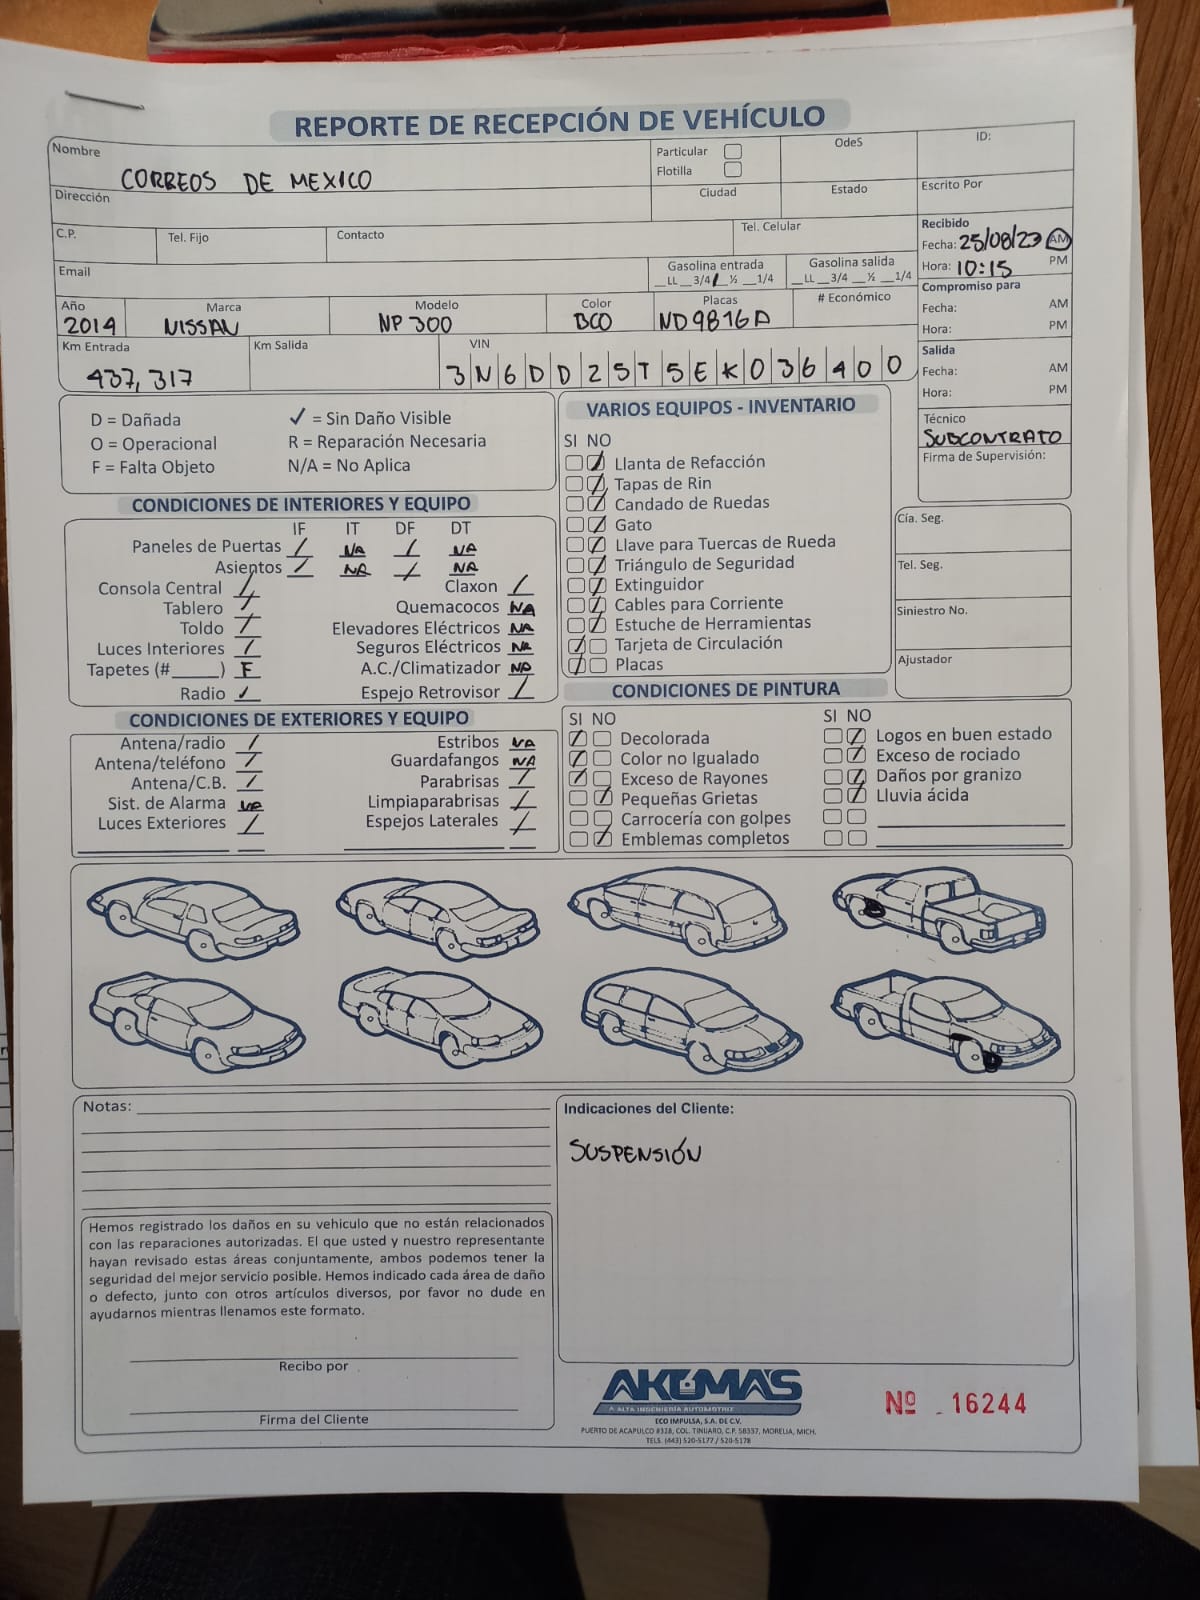 REPORTE DE RECEPCIÓN DE VEHÍCULO
Nombre
CORREOS DE MEXICO
Particular
Flotilla
OdeS
ID:
Dirección
Ciudad
Estado
Escrito Por
C.P.
Tel. Fijo
Contacto
Tel. Celular
Recibido
Fecha: 25/08/23 AM
Hora: 10:15 PM
Email
Gasolina entrada
__LL __3/4 __½ __1/4
Gasolina salida
__LL __3/4 __½ __1/4
Compromiso para
Fecha: AM
Hora: PM
Año
2014
Marca
NISSAN
Modelo
NP 300
Color
BCO
Placas
ND9816A
# Económico
Km Entrada
437,317
Km Salida
VIN
3N6DD25T5EK036400
Salida
Fecha: AM
Hora: PM
Técnico
SUBCONTRATO
Firma de Supervisión:
D = Dañada
✓ = Sin Daño Visible
O = Operacional
R = Reparación Necesaria
F = Falta Objeto
N/A = No Aplica
CONDICIONES DE INTERIORES Y EQUIPO
IF IT DF DT
Paneles de Puertas / NA / NA
Asientos / NA / NA
Consola Central /
Claxon /
Tablero /
Quemacocos NA
Toldo /
Elevadores Eléctricos NA
Luces Interiores /
Seguros Eléctricos NA
Tapetes (#_____) F
A.C./Climatizador NA
Radio ✓
Espejo Retrovisor /
CONDICIONES DE EXTERIORES Y EQUIPO
Antena/radio /
Estribos NA
Antena/teléfono /
Guardafangos NA
Antena/C.B. /
Parabrisas /
Sist. de Alarma NA
Limpiaparabrisas /
Luces Exteriores /
Espejos Laterales /
VARIOS EQUIPOS - INVENTARIO
SI NO
Llanta de Refacción
Tapas de Rin
Candado de Ruedas
Gato
Llave para Tuercas de Rueda
Triángulo de Seguridad
Extinguidor
Cables para Corriente
Estuche de Herramientas
Tarjeta de Circulación
Placas
Cía. Seg.
Tel. Seg.
Siniestro No.
Ajustador
CONDICIONES DE PINTURA
SI NO
Decolorada
Color no Igualado
Exceso de Rayones
Pequeñas Grietas
Carrocería con golpes
Emblemas completos
SI NO
Logos en buen estado
Exceso de rociado
Daños por granizo
Lluvia ácida
Notas:
Hemos registrado los daños en su vehiculo que no están relacionados
con las reparaciones autorizadas. El que usted y nuestro representante
hayan revisado estas áreas conjuntamente, ambos podemos tener la
seguridad del mejor servicio posible. Hemos indicado cada área de daño
o defecto, junto con otros artículos diversos, por favor no dude en
ayudarnos mientras llenamos este formato.
Recibo por
Firma del Cliente
Indicaciones del Cliente:
SUSPENSIÓN
AKUMAS
ALTA INGENIERÍA AUTOMOTRIZ
ECO IMPULSA, S.A. DE C.V.
PUERTO DE ACAPULCO #318, COL. TINIJARO, C.P. 58337, MORELIA, MICH.
TELS. (443) 520-5177 / 520-5178
Nº 16244